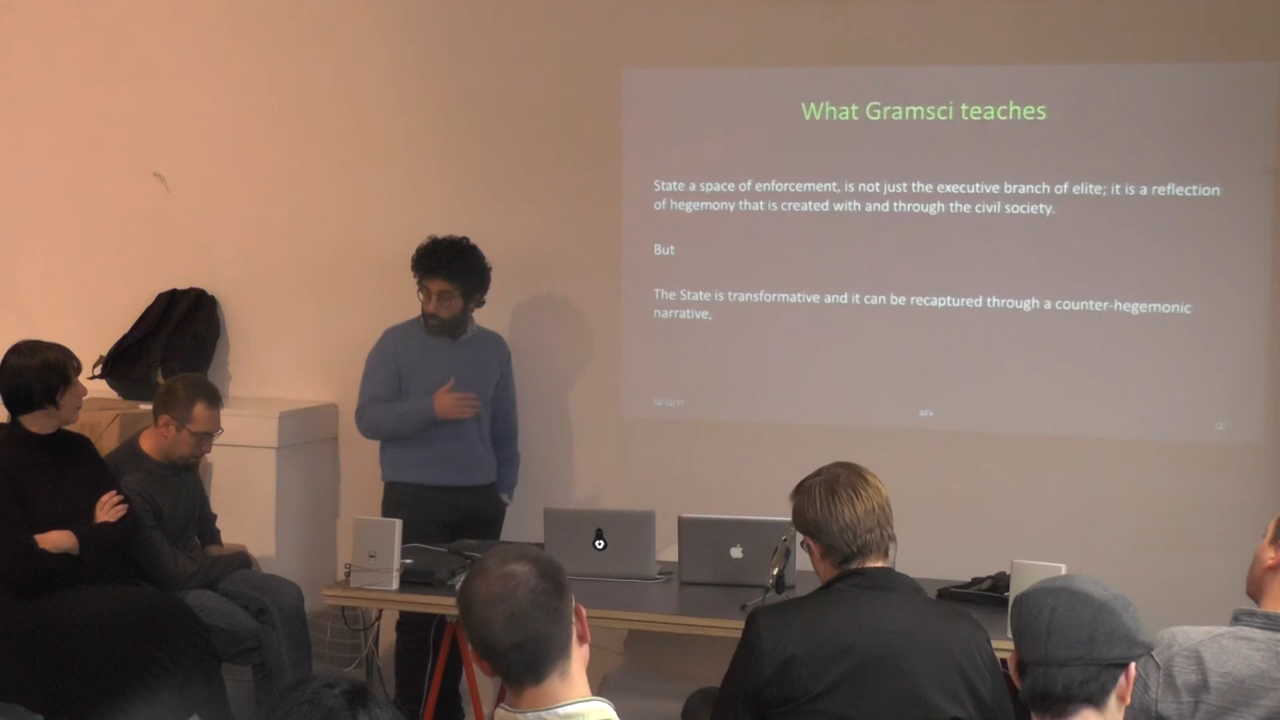 What Gramsci teaches
State a space of enforcement, is not just the executive branch of elite; it is a reflection
of hegemony that is created with and through the civil society.
But
The State is transformative and it can be recaptured through a counter-hegemonic
narrative.
12